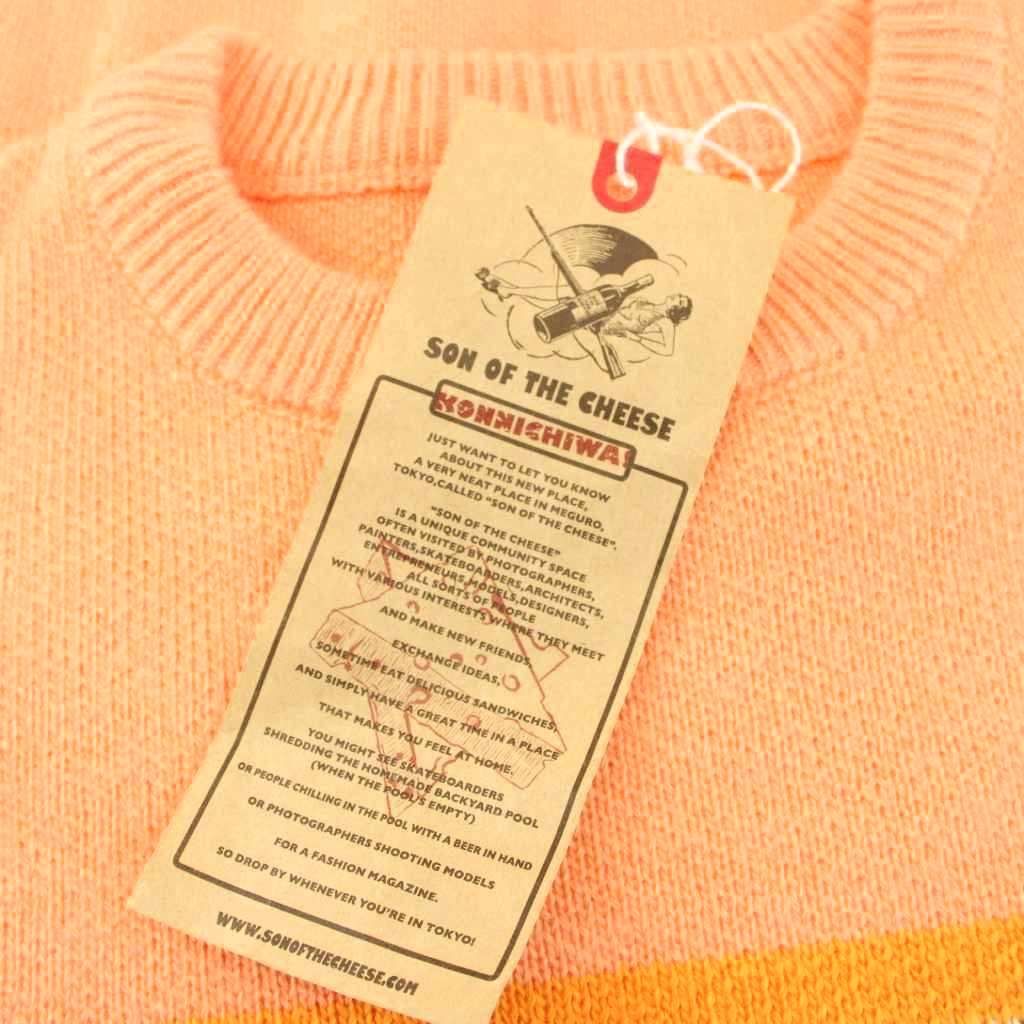 SON OF THE CHEESE
KONNICHIWA!
JUST WANT TO LET YOU KNOW
ABOUT THIS NEW PLACE,
A VERY NEAT PLACE IN MEGURO,
TOKYO,CALLED "SON OF THE CHEESE".
"SON OF THE CHEESE"
IS A UNIQUE COMMUNITY SPACE
OFTEN VISITED BY PHOTOGRAPHERS,
PAINTERS,SKATEBOARDERS,ARCHITECTS,
ENTREPRENEURS,MODELS,DESIGNERS,
ALL SORTS OF PEOPLE
WITH VARIOUS INTERESTS WHERE THEY MEET
AND MAKE NEW FRIENDS,
EXCHANGE IDEAS,
SOMETIME EAT DELICIOUS SANDWICHES,
AND SIMPLY HAVE A GREAT TIME IN A PLACE
THAT MAKES YOU FEEL AT HOME.
YOU MIGHT SEE SKATEBOARDERS
SHREDDING THE HOMEMADE BACKYARD POOL
(WHEN THE POOL'S EMPTY)
OR PEOPLE CHILLING IN THE POOL WITH A BEER IN HAND
OR PHOTOGRAPHERS SHOOTING MODELS
FOR A FASHION MAGAZINE.
SO DROP BY WHENEVER YOU'RE IN TOKYO!
WWW.SONOFTHECHEESE.COM